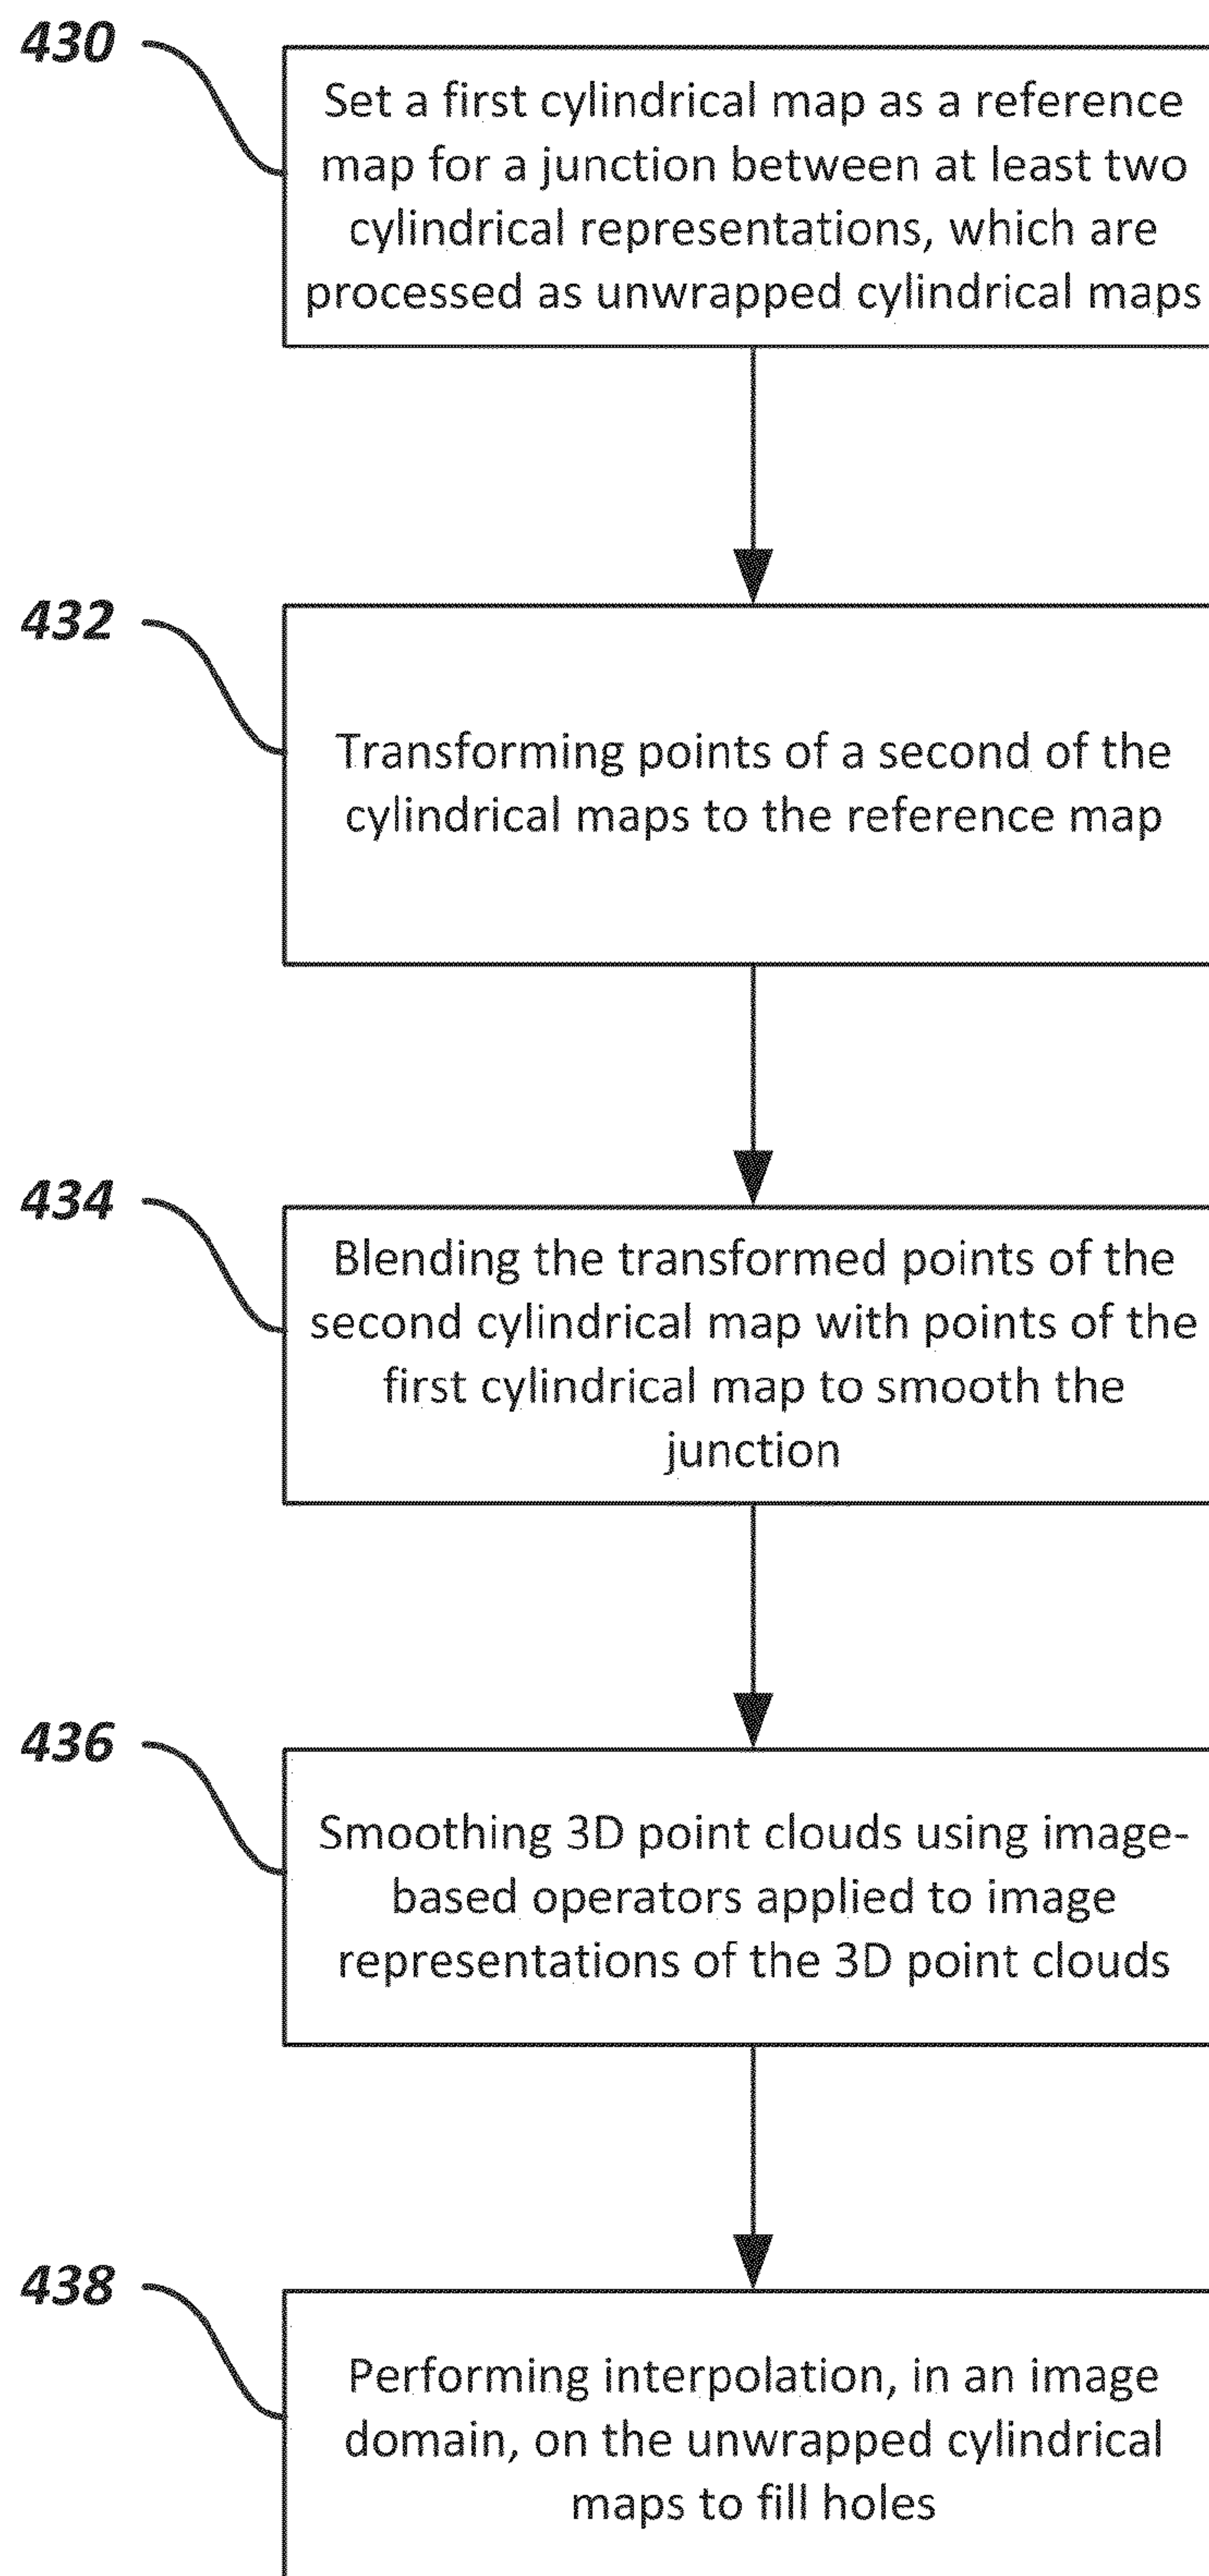 430
Set a first cylindrical map as a reference
map for a junction between at least two
cylindrical representations, which are
processed as unwrapped cylindrical maps
432
Transforming points of a second of the
cylindrical maps to the reference map
434
Blending the transformed points of the
second cylindrical map with points of the
first cylindrical map to smooth the
junction
436
Smoothing 3D point clouds using image-
based operators applied to image
representations of the 3D point clouds
438
Performing interpolation, in an image
domain, on the unwrapped cylindrical
maps to fill holes